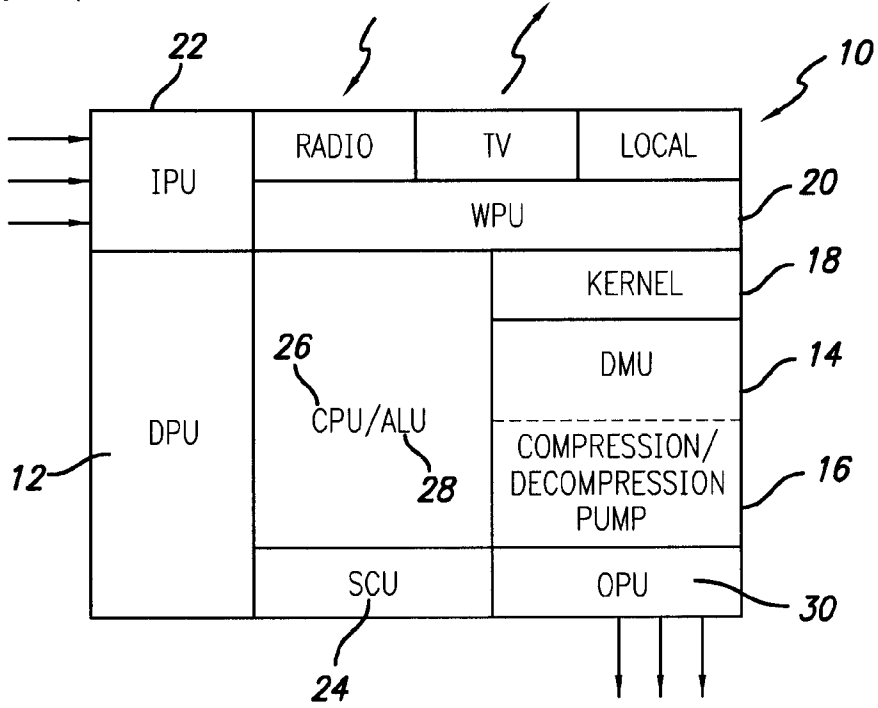 22
10
RADIO
TV
LOCAL
IPU
WPU
20
KERNEL
18
26
DMU
14
CPU/ALU
DPU
12
28
COMPRESSION/
DECOMPRESSION
PUMP
16
SCU
OPU
30
24